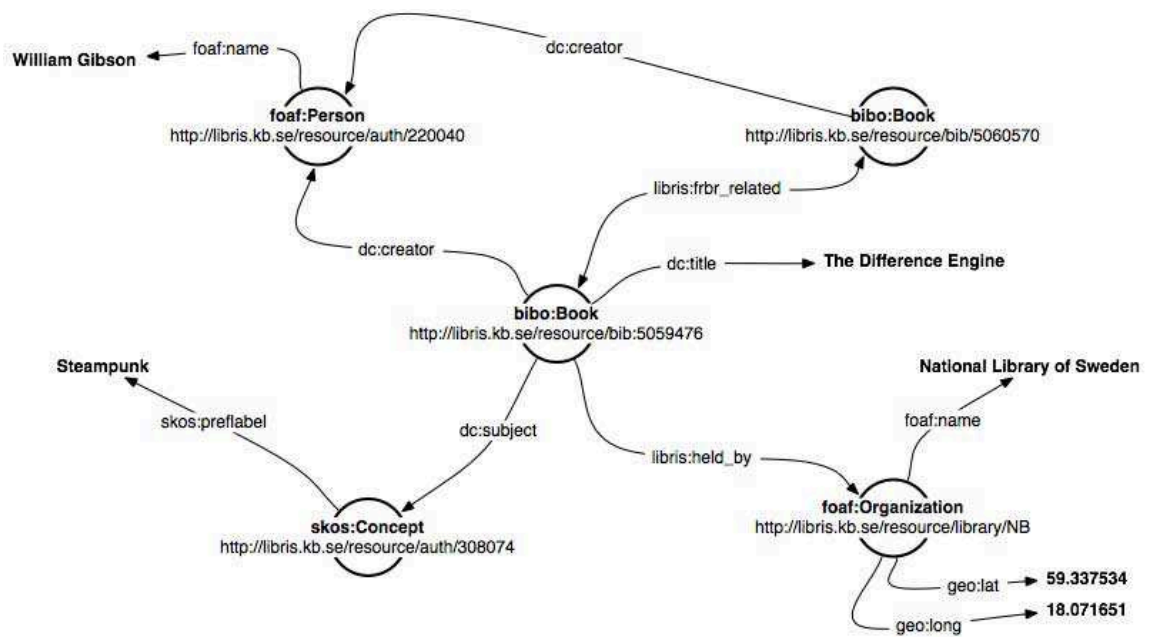 dc:creator
foaf:name
William Gibson
foaf:Person
http://libris.kb.se/resource/auth/220040
bibo:Book
http://libris.kb.se/resource/bib/5060570
libris:frbr_related
dc:creator
dc:title
The Difference Engine
bibo:Book
http://libris.kb.se/resource/bib:5059476
Steampunk
National Library of Sweden
skos:preflabel
foaf:name
dc:subject
libris:held_by
foaf:Organization
http://libris.kb.se/resource/library/NB
skos:Concept
http://libris.kb.se/resource/auth/308074
geo:lat
59.337534
geo:long
18.071651